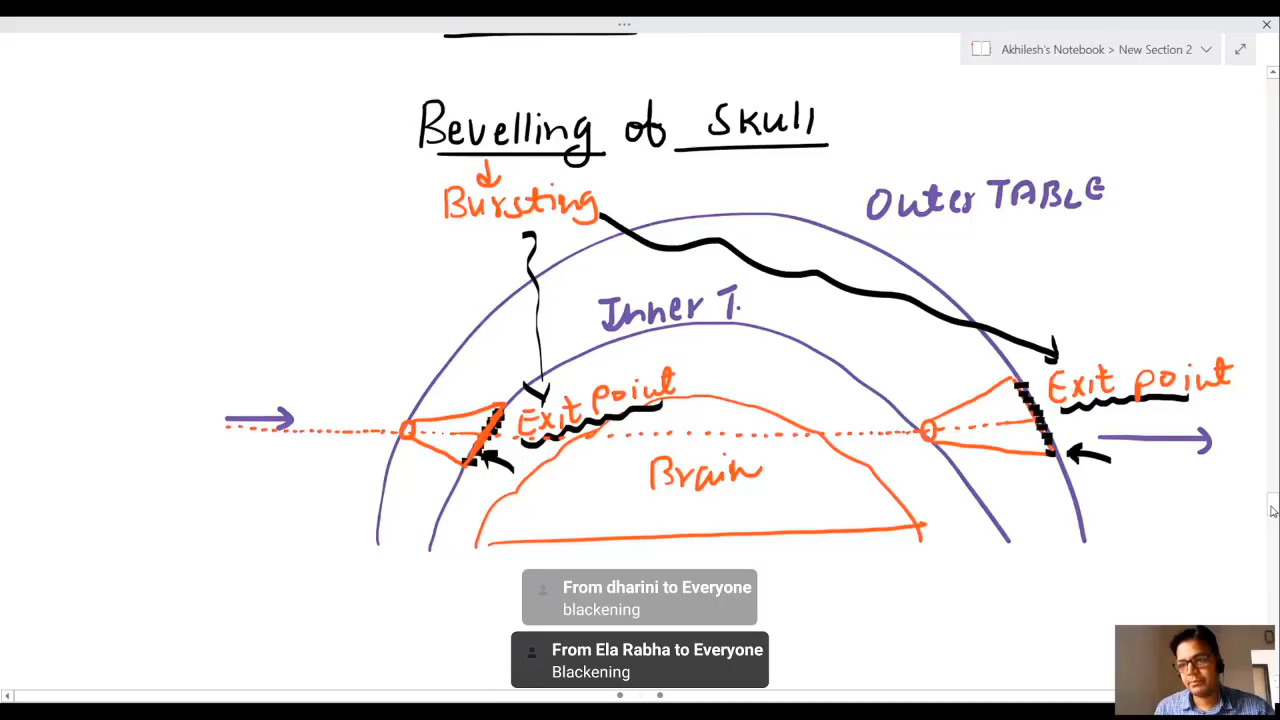 Akhilesh's Notebook > New Section 2
Bevelling of Skull
Bursting
Outer TABLE
Inner T.
Exit point
Exit point
Brain
From dharini to Everyone
blackening
From Ela Rabha to Everyone
Blackening